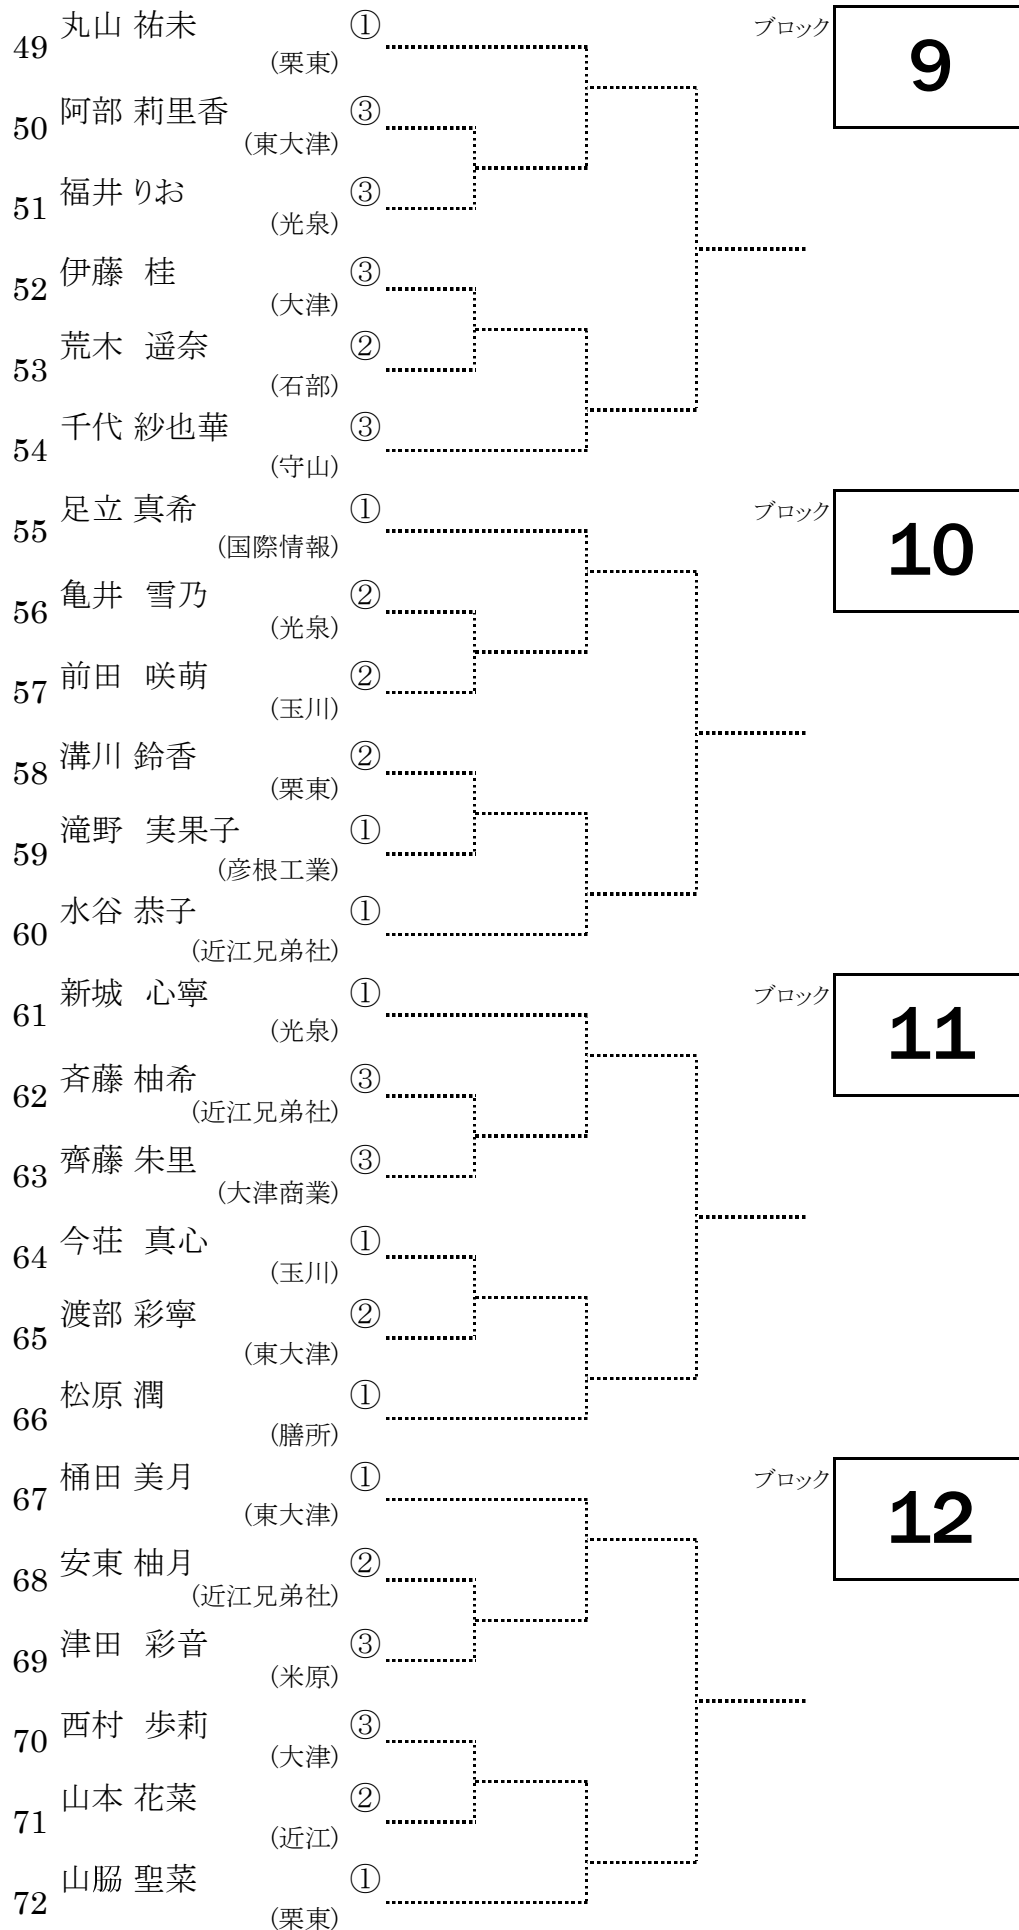 ブロック 9
49 丸山 祐未 ①
(栗東)
50 阿部 莉里香 ③
(東大津)
51 福井 りお ③
(光泉)
52 伊藤 桂 ③
(大津)
53 荒木 遥奈 ②
(石部)
54 千代 紗也華 ③
(守山)
ブロック 10
55 足立 真希 ①
(国際情報)
56 亀井 雪乃 ②
(光泉)
57 前田 咲萌 ②
(玉川)
58 溝川 鈴香 ②
(栗東)
59 滝野 実果子 ①
(彦根工業)
60 水谷 恭子 ①
(近江兄弟社)
ブロック 11
61 新城 心寧 ①
(光泉)
62 斉藤 柚希 ③
(近江兄弟社)
63 齊藤 朱里 ③
(大津商業)
64 今荘 真心 ①
(玉川)
65 渡部 彩寧 ②
(東大津)
66 松原 潤 ①
(膳所)
ブロック 12
67 桶田 美月 ①
(東大津)
68 安東 柚月 ②
(近江兄弟社)
69 津田 彩音 ③
(米原)
70 西村 歩莉 ③
(大津)
71 山本 花菜 ②
(近江)
72 山脇 聖菜 ①
(栗東)